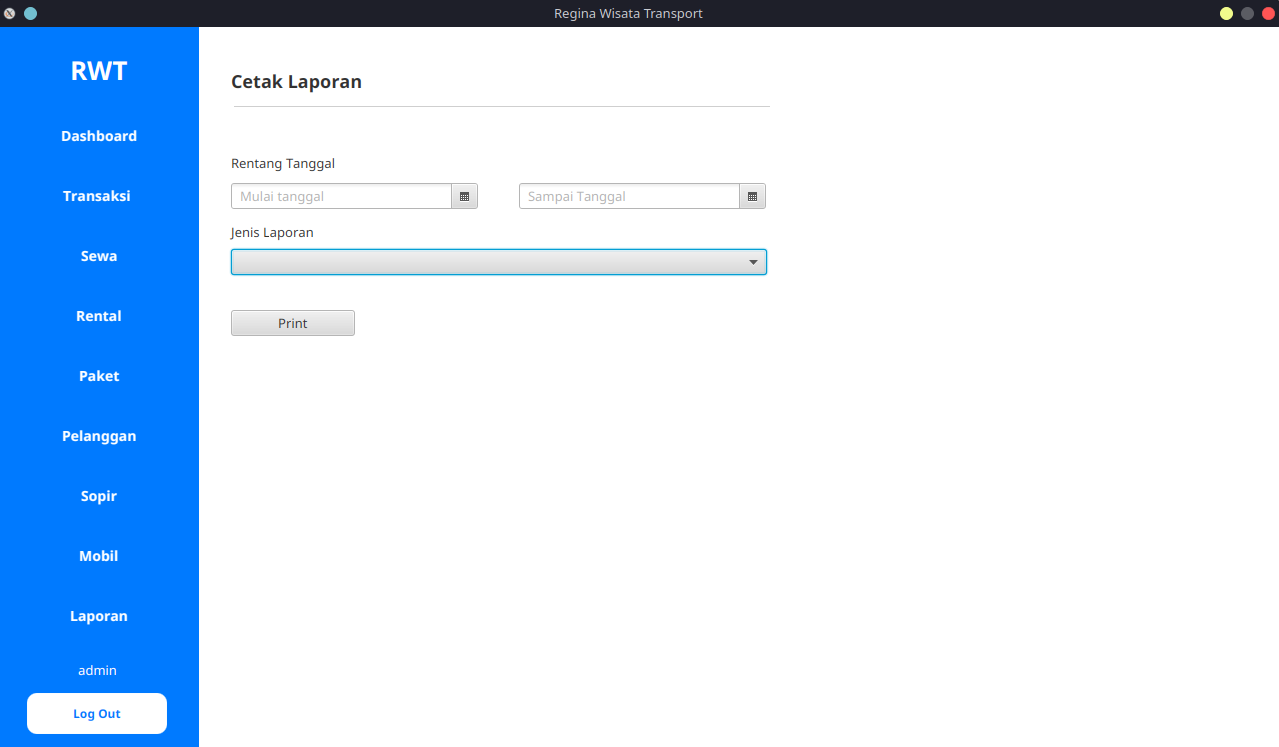 Regina Wisata Transport
RWT
Dashboard
Transaksi
Sewa
Rental
Paket
Pelanggan
Sopir
Mobil
Laporan
admin
Log Out
Cetak Laporan
Rentang Tanggal
Mulai tanggal
Sampai Tanggal
Jenis Laporan
Print